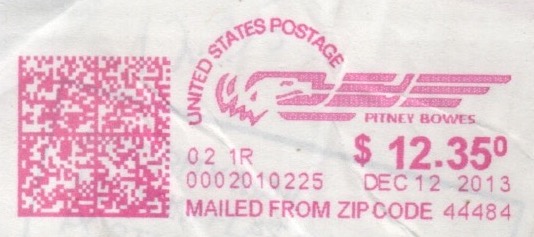 UNITED STATES POSTAGE
PITNEY BOWES
02 1R
$ 12.35⁰
0002010225
DEC 12 2013
MAILED FROM ZIP CODE 44484